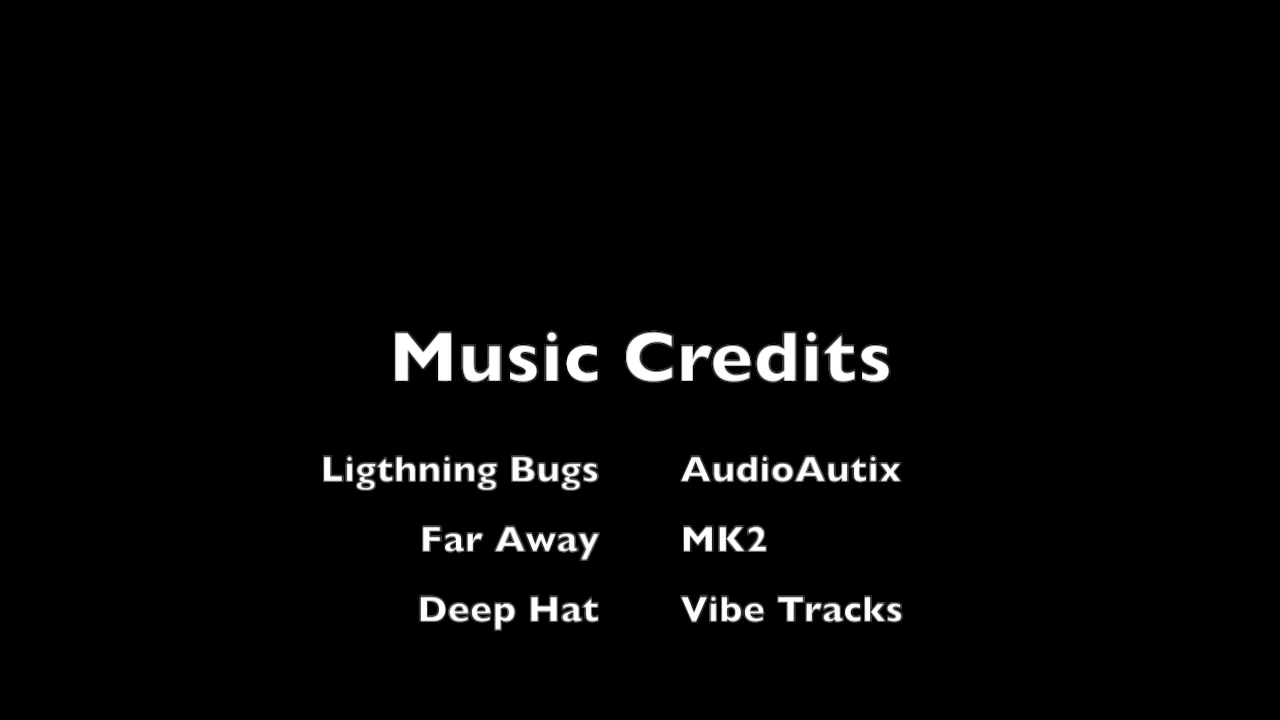 Music Credits
Ligthning Bugs AudioAutix
Far Away MK2
Deep Hat Vibe Tracks